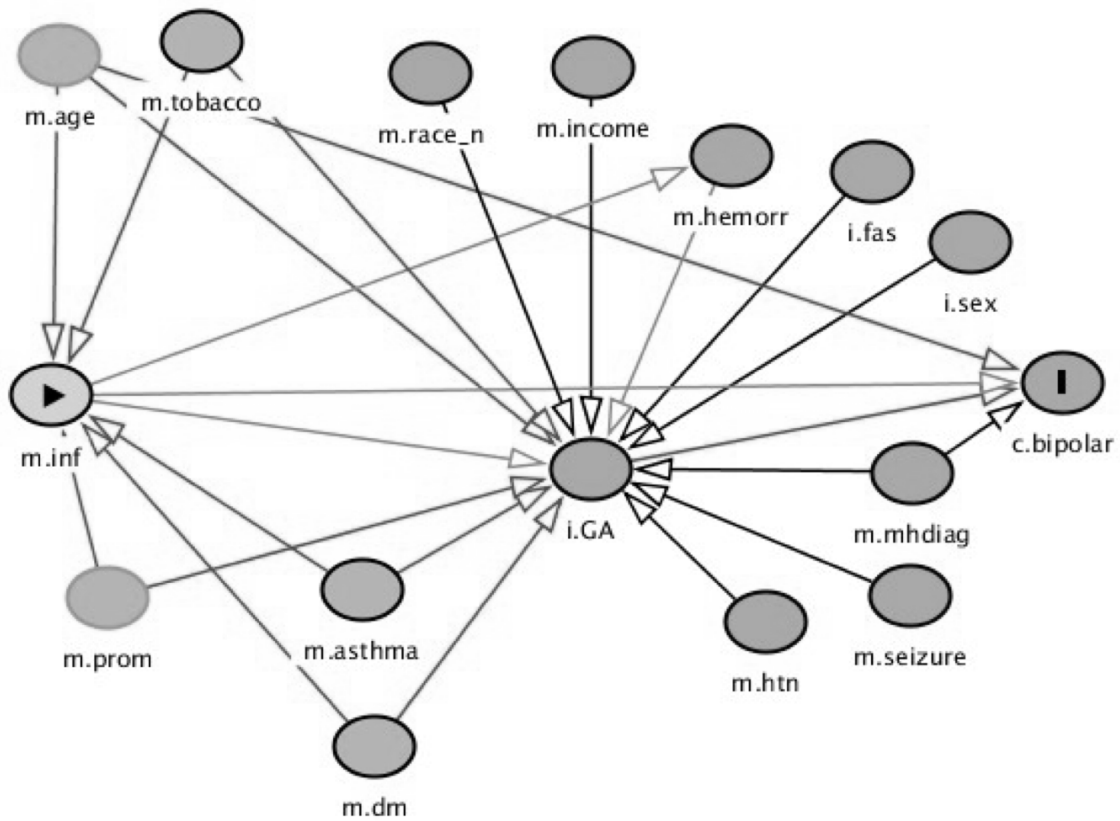 m.age
m.tobacco
m.race_n
m.income
m.hemorr
i.fas
i.sex
m.inf
c.bipolar
i.GA
m.mhdiag
m.prom
m.asthma
m.htn
m.seizure
m.dm